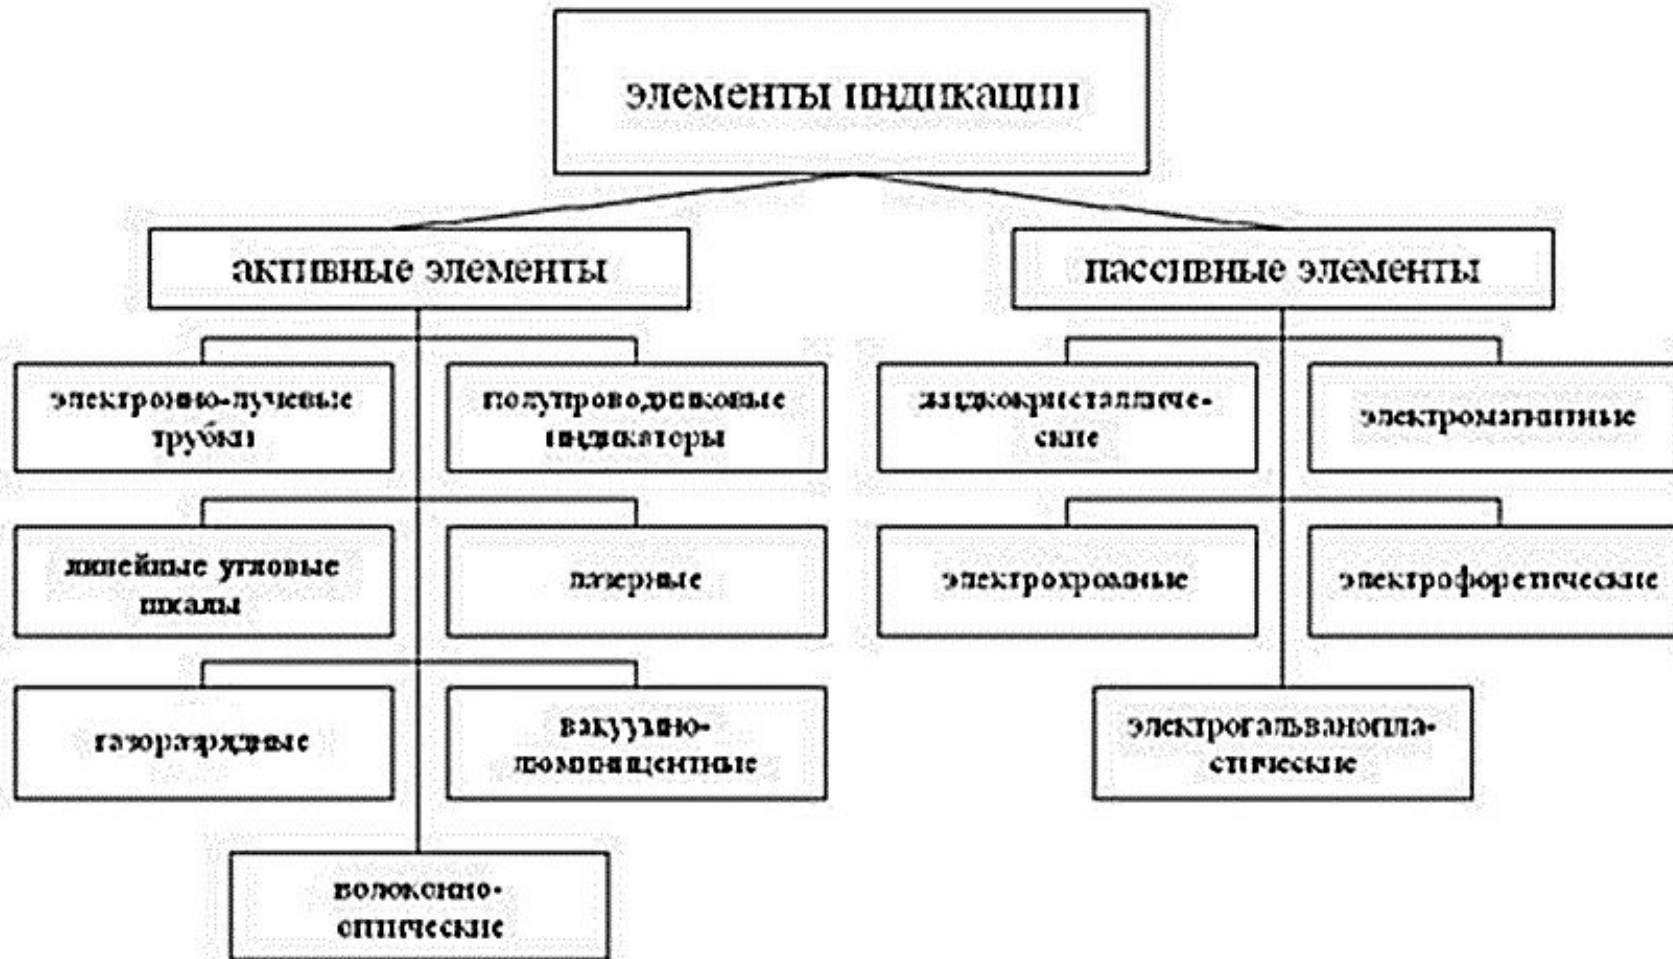 элементы индикации
активные элементы
пассивные элементы
электронно-лучевые
трубки
полупроводниковые
индикаторы
жидкокристалличе-
ские
электромагнитные
линейные угловые
шкалы
лазерные
электрохромные
электрофоретические
газоразрядные
вакуумно-
люминицентные
электрогальванопла-
стические
волоконно-
оптические